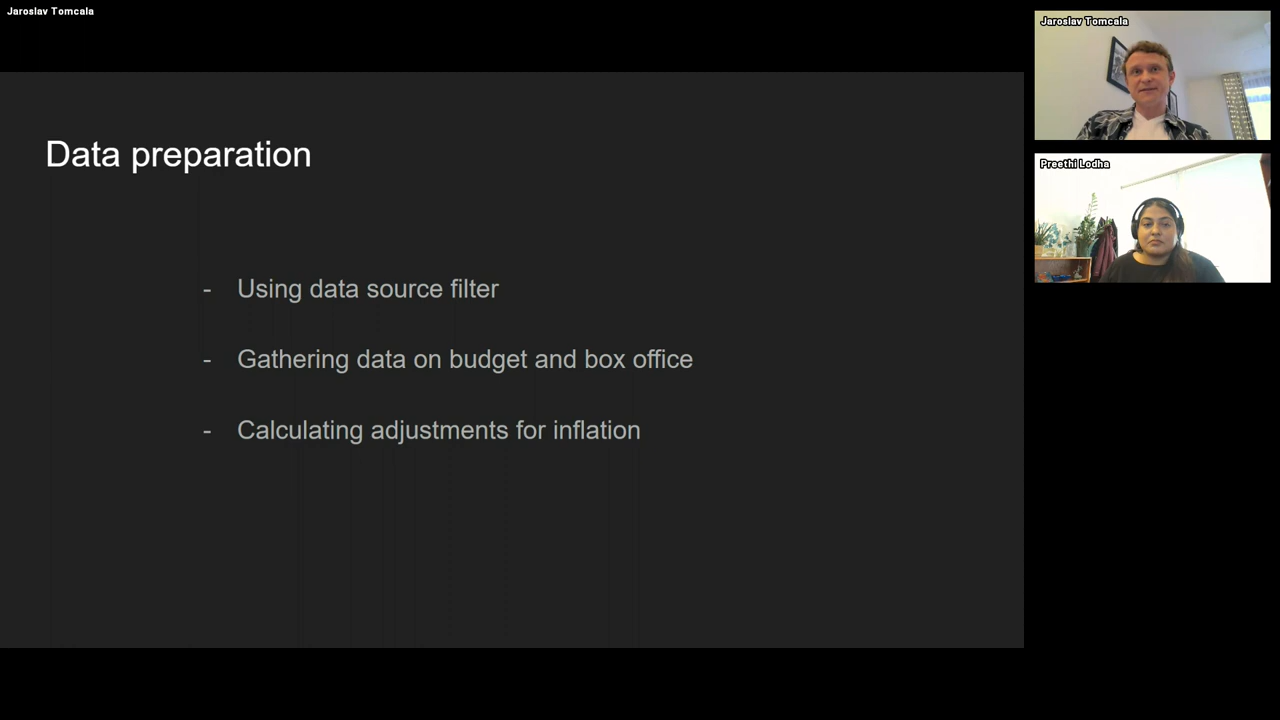 Jaroslav Tomcala
Jaroslav Tomcala
Preethi Lodha
Data preparation
- Using data source filter
- Gathering data on budget and box office
- Calculating adjustments for inflation